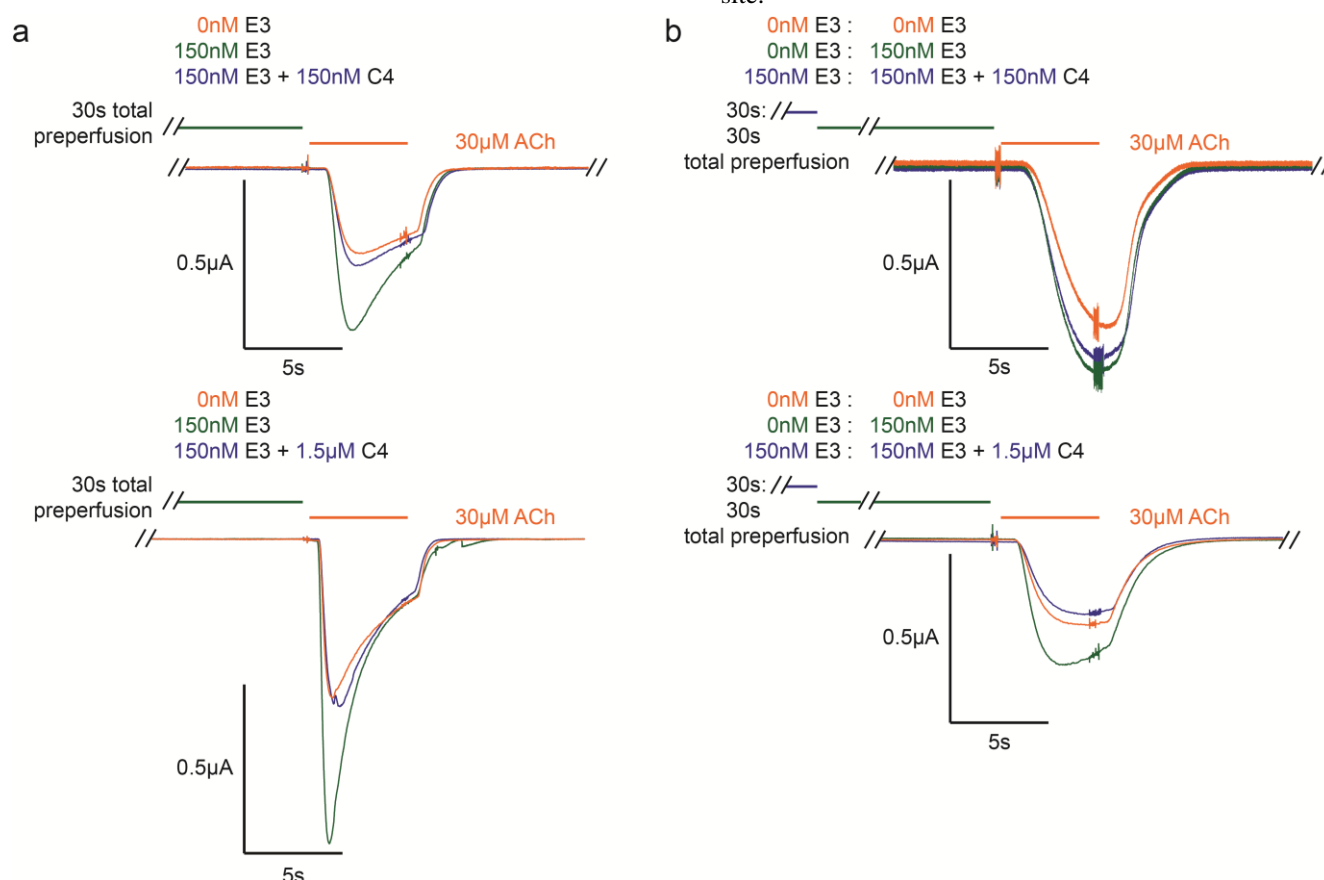 site.
a
0nM E3
150nM E3
150nM E3 + 150nM C4
30s total
preperfusion
30µM ACh
0.5µA
5s
0nM E3
150nM E3
150nM E3 + 1.5µM C4
30s total
preperfusion
30µM ACh
0.5µA
5s
b
0nM E3 : 0nM E3
0nM E3 : 150nM E3
150nM E3 : 150nM E3 + 150nM C4
30s:
30s
total preperfusion
30µM ACh
0.5µA
5s
0nM E3 : 0nM E3
0nM E3 : 150nM E3
150nM E3 : 150nM E3 + 1.5µM C4
30s:
30s
total preperfusion
30µM ACh
0.5µA
5s